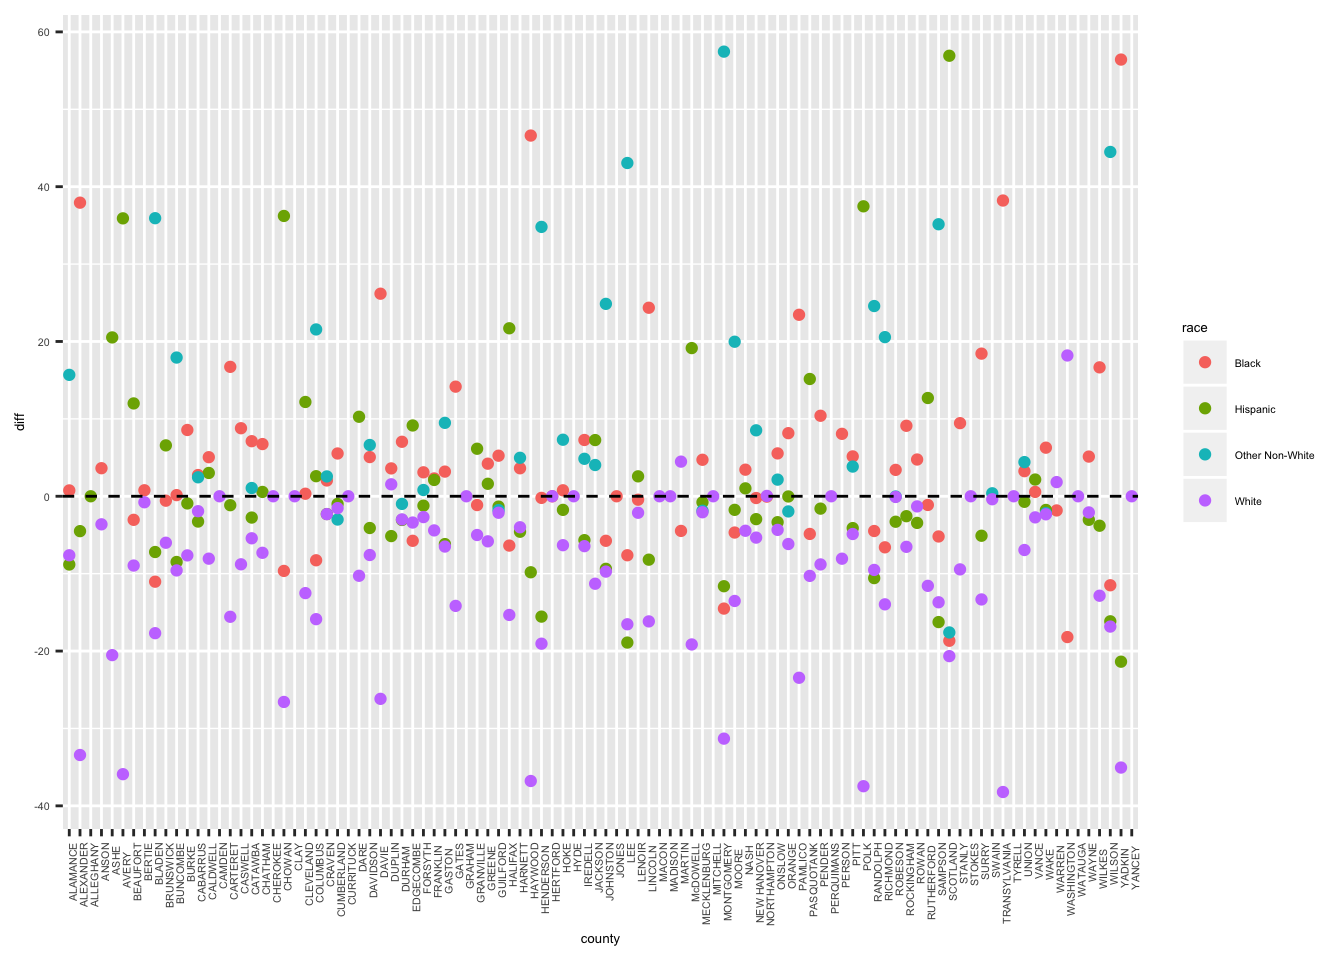 60
40
20
0
-20
-40
diff
ALAMANCE
ALEXANDER
ALLEGHANY
ANSON
ASHE
AVERY
BEAUFORT
BERTIE
BLADEN
BRUNSWICK
BUNCOMBE
BURKE
CABARRUS
CALDWELL
CAMDEN
CARTERET
CASWELL
CATAWBA
CHATHAM
CHEROKEE
CHOWAN
CLAY
CLEVELAND
COLUMBUS
CRAVEN
CUMBERLAND
CURRITUCK
DARE
DAVIDSON
DAVIE
DUPLIN
DURHAM
EDGECOMBE
FORSYTH
FRANKLIN
GASTON
GATES
GRAHAM
GRANVILLE
GREENE
GUILFORD
HALIFAX
HARNETT
HAYWOOD
HENDERSON
HERTFORD
HOKE
HYDE
IREDELL
JACKSON
JOHNSTON
JONES
LEE
LENOIR
LINCOLN
MACON
MADISON
MARTIN
McDOWELL
MECKLENBURG
MITCHELL
MONTGOMERY
MOORE
NASH
NEW HANOVER
NORTHAMPTON
ONSLOW
ORANGE
PAMLICO
PASQUOTANK
PENDER
PERQUIMANS
PERSON
PITT
POLK
RANDOLPH
RICHMOND
ROBESON
ROCKINGHAM
ROWAN
RUTHERFORD
SAMPSON
SCOTLAND
STANLY
STOKES
SURRY
SWAIN
TRANSYLVANIA
TYRELL
UNION
VANCE
WAKE
WARREN
WASHINGTON
WATAUGA
WAYNE
WILKES
WILSON
YADKIN
YANCEY
county
race
Black
Hispanic
Other Non-White
White